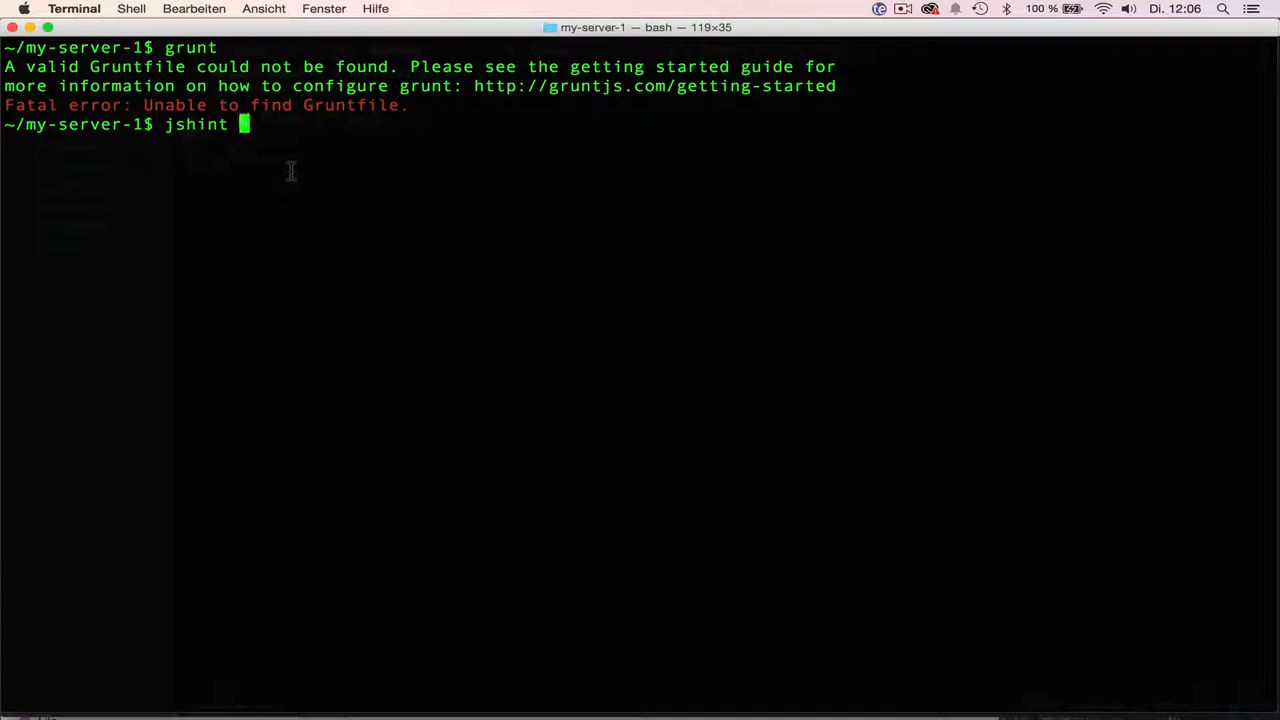 Terminal Shell Bearbeiten Ansicht Fenster Hilfe 100 % Di. 12:06
my-server-1 — bash — 119×35
~/my-server-1$ grunt
A valid Gruntfile could not be found. Please see the getting started guide for
more information on how to configure grunt: http://gruntjs.com/getting-started
Fatal error: Unable to find Gruntfile.
~/my-server-1$ jshint